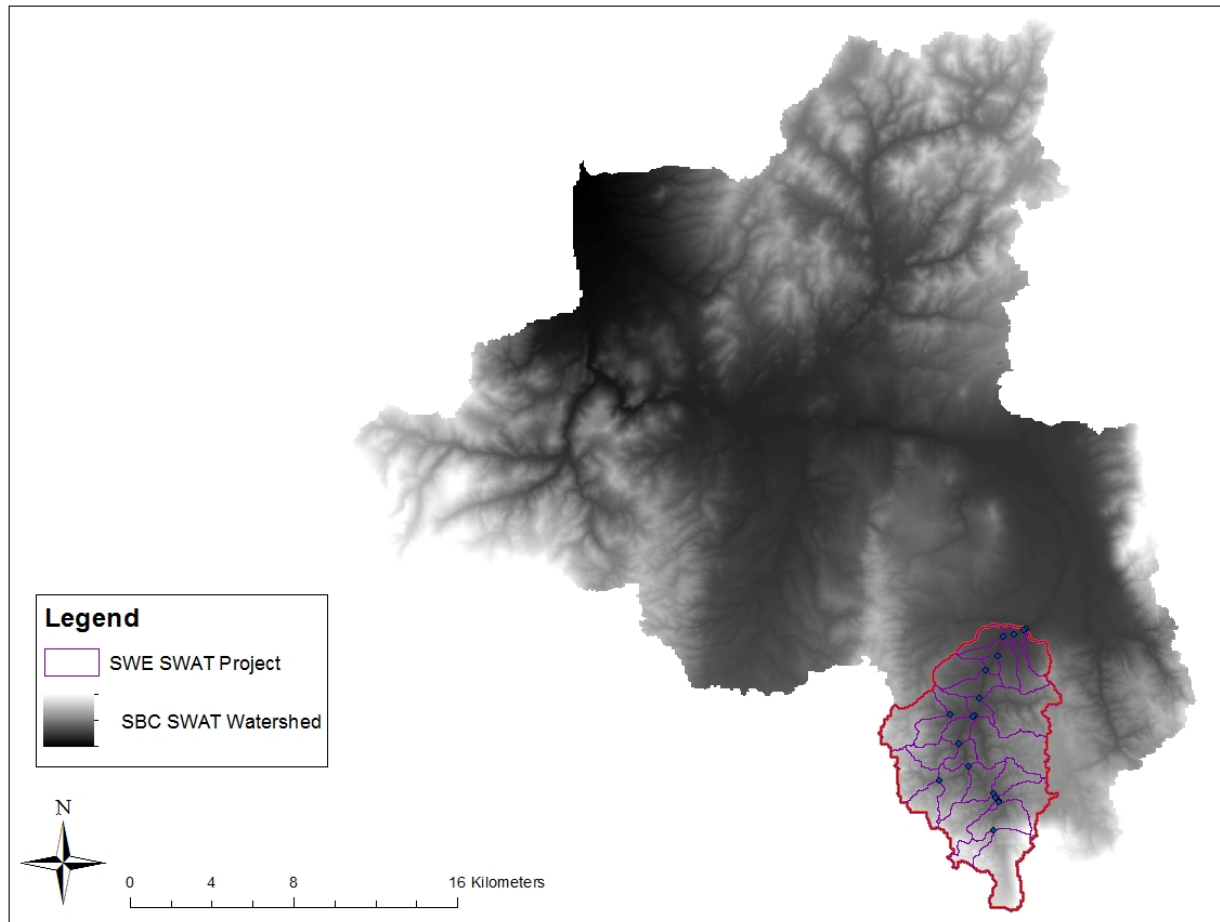 Legend
SWE SWAT Project
SBC SWAT Watershed
N
0 4 8 16 Kilometers